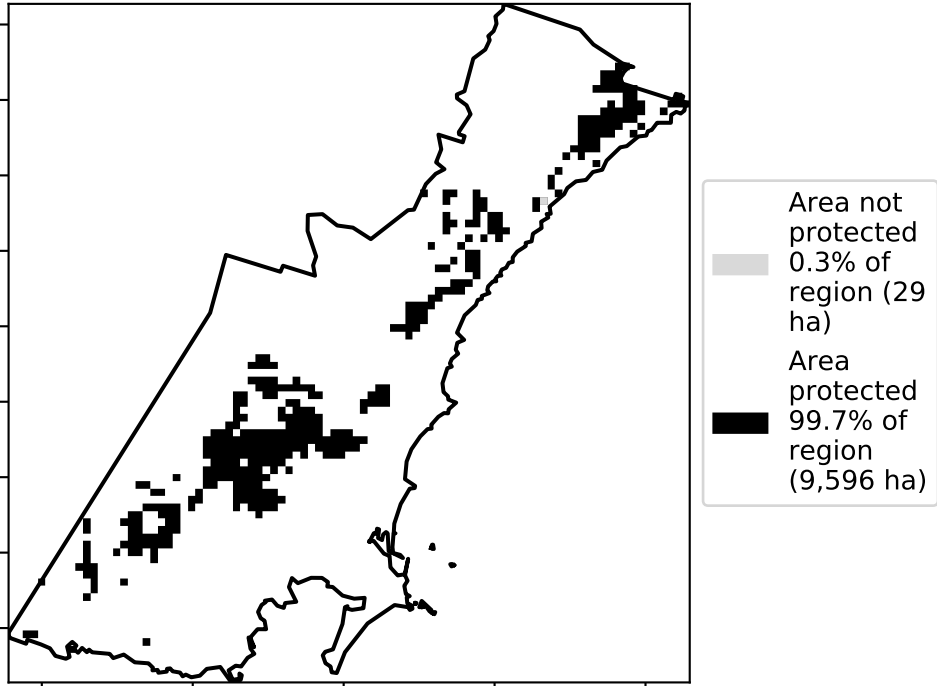 Area not
protected
0.3% of
region (29
ha)
Area
protected
99.7% of
region
(9,596 ha)